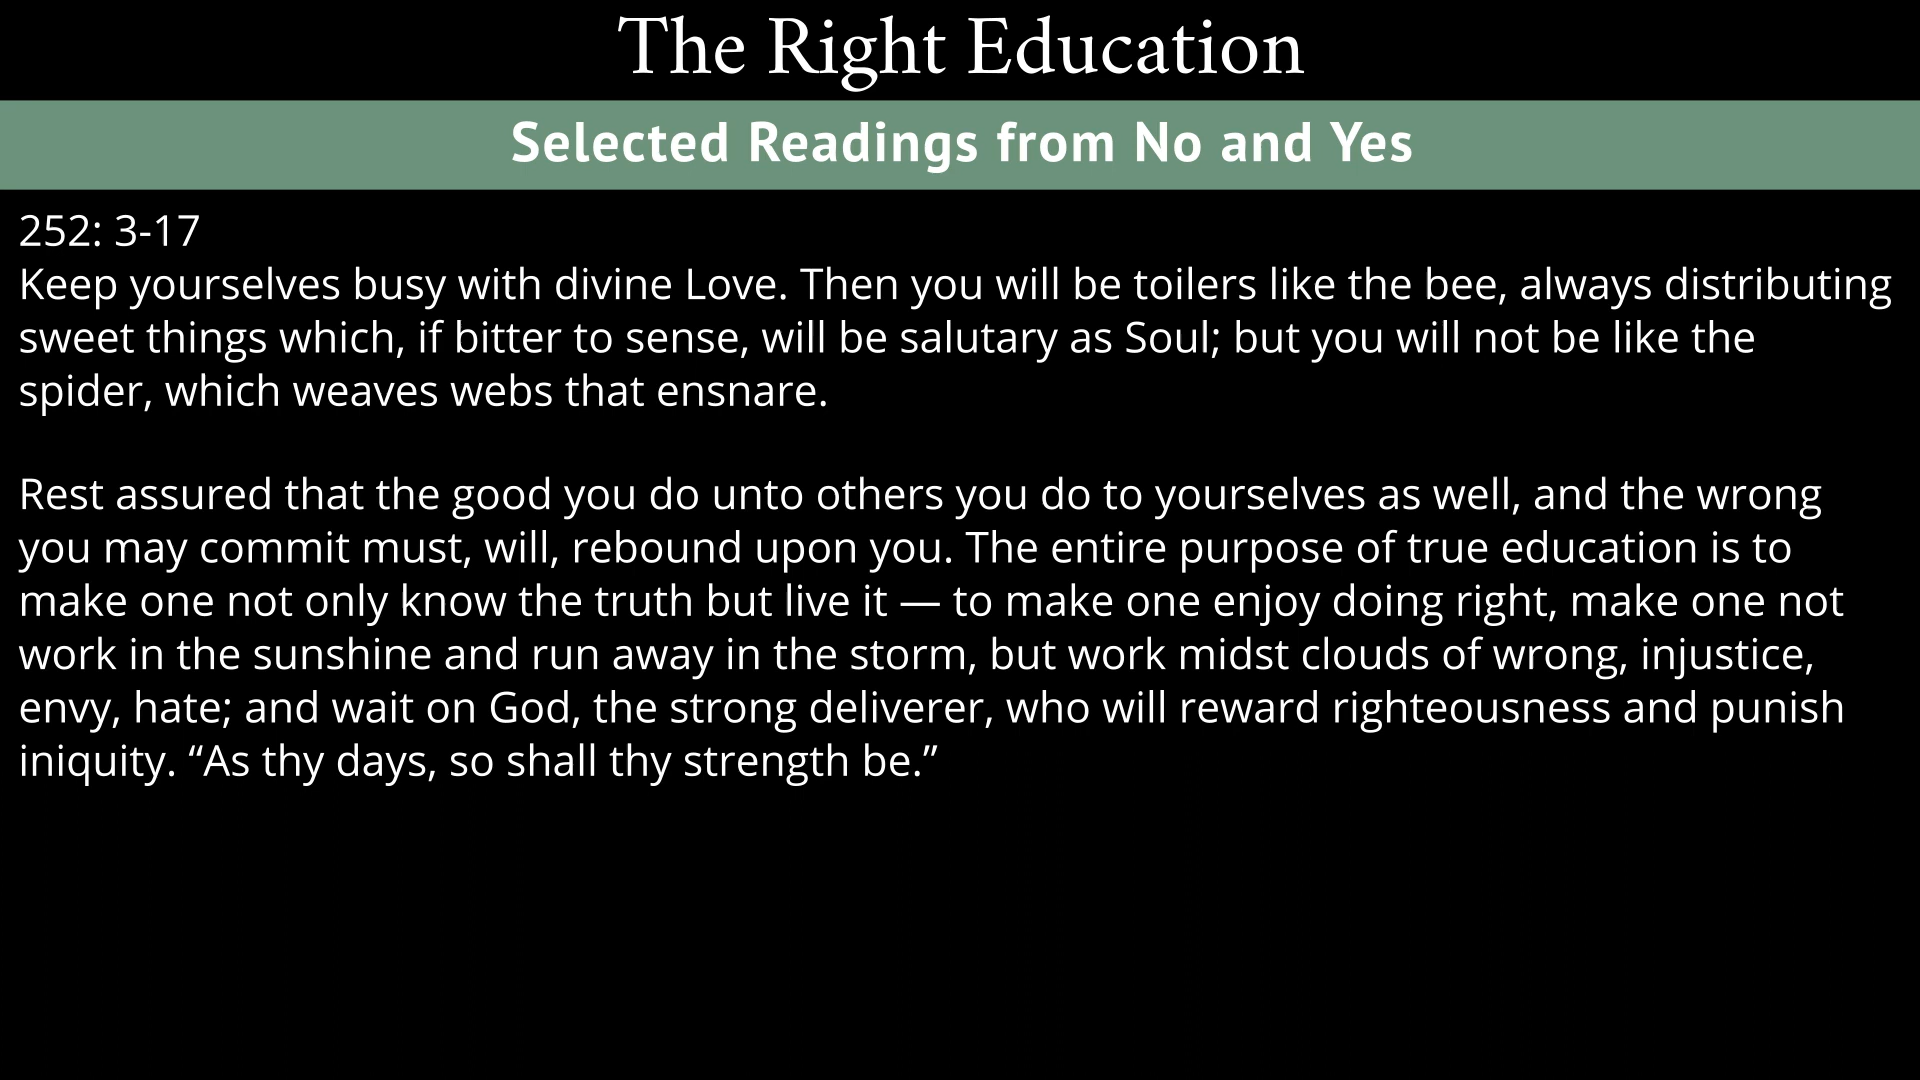 The Right Education
Selected Readings from No and Yes
252: 3-17
Keep yourselves busy with divine Love. Then you will be toilers like the bee, always distributing
sweet things which, if bitter to sense, will be salutary as Soul; but you will not be like the
spider, which weaves webs that ensnare.
Rest assured that the good you do unto others you do to yourselves as well, and the wrong
you may commit must, will, rebound upon you. The entire purpose of true education is to
make one not only know the truth but live it — to make one enjoy doing right, make one not
work in the sunshine and run away in the storm, but work midst clouds of wrong, injustice,
envy, hate; and wait on God, the strong deliverer, who will reward righteousness and punish
iniquity. “As thy days, so shall thy strength be.”